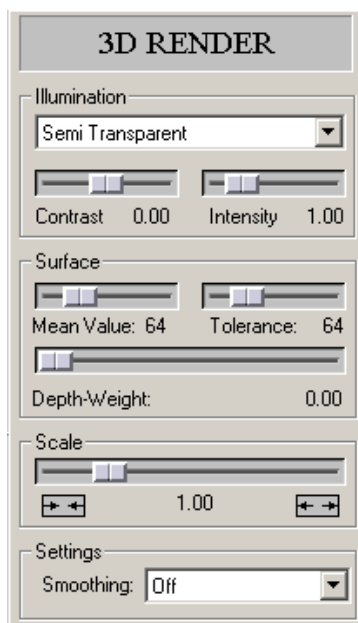 3D RENDER
Illumination
Semi Transparent
Contrast 0.00 Intensity 1.00
Surface
Mean Value: 64 Tolerance: 64
Depth-Weight: 0.00
Scale
1.00
Settings
Smoothing: Off